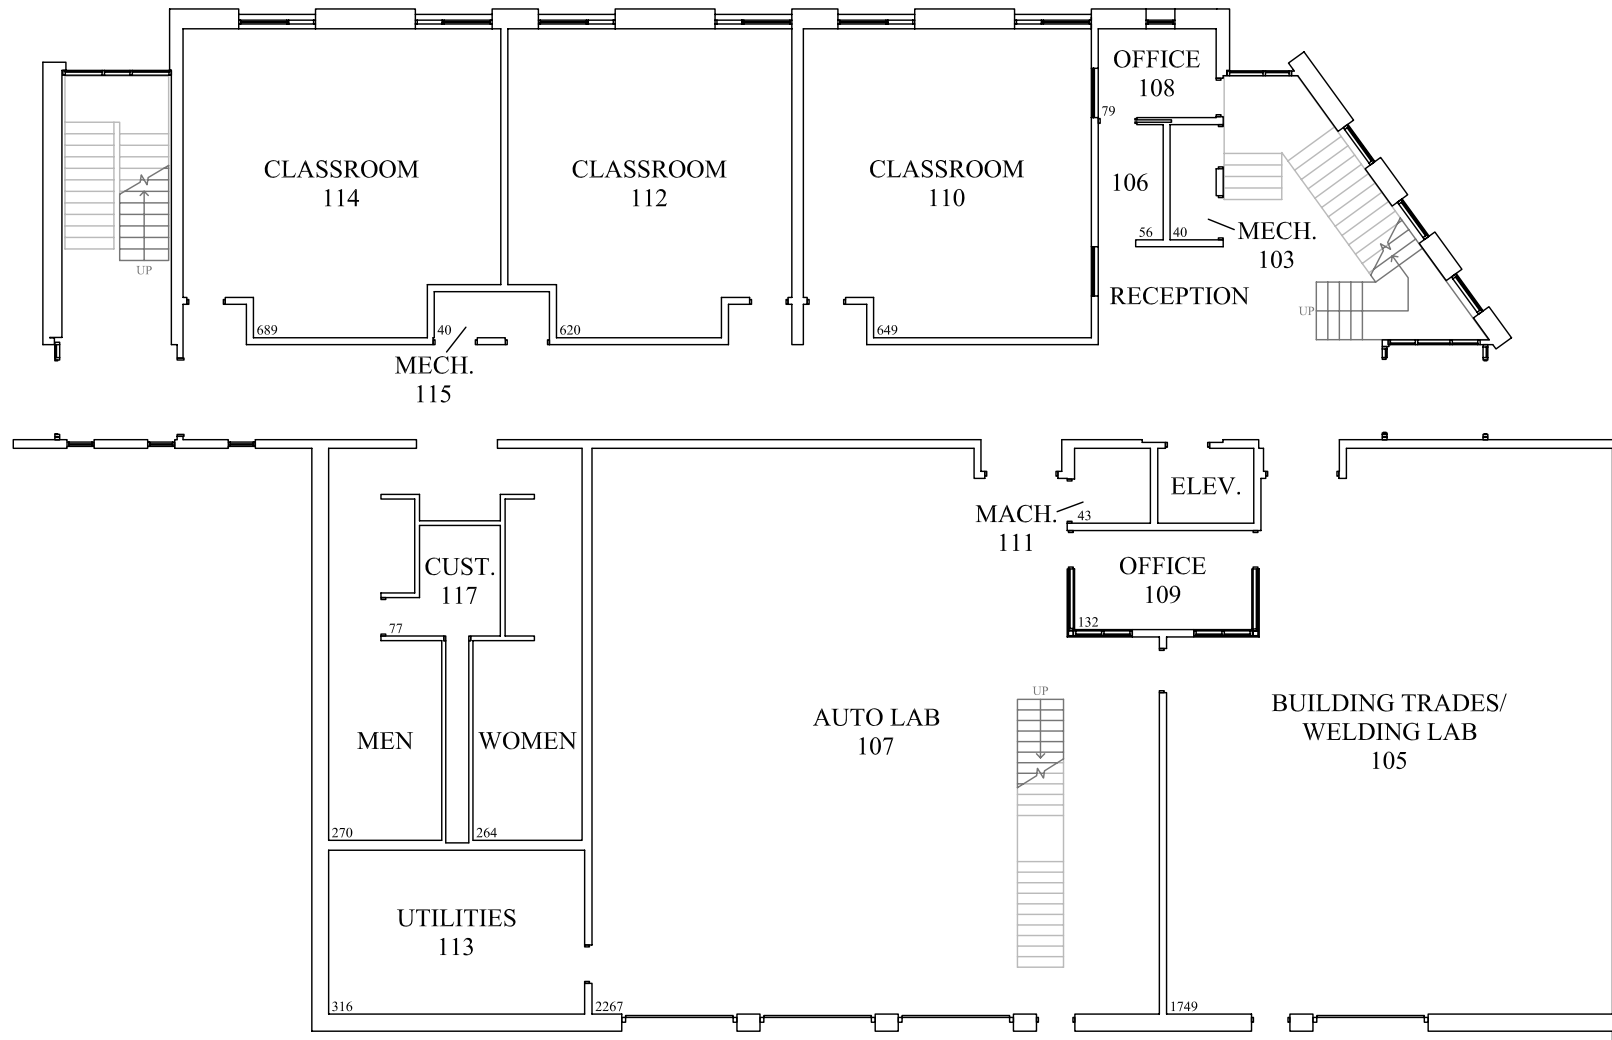 OFFICE
108
79
CLASSROOM
114
CLASSROOM
112
CLASSROOM
110
106
56
40
MECH.
103
UP
RECEPTION
UP
689
40
620
649
MECH.
115
ELEV.
MACH.
111
43
CUST.
117
OFFICE
109
77
132
UP
BUILDING TRADES/
WELDING LAB
105
AUTO LAB
107
MEN
WOMEN
270
264
UTILITIES
113
316
2267
1749